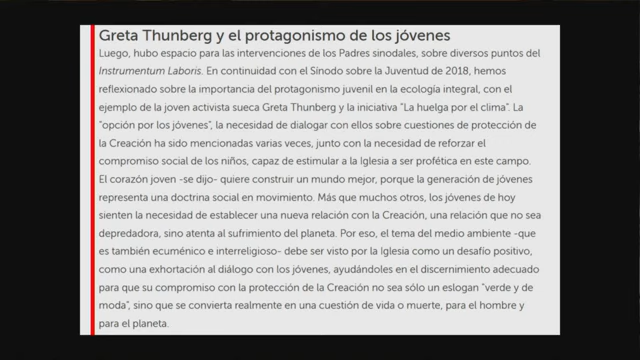 Greta Thunberg y el protagonismo de los jóvenes
Luego, hubo espacio para las intervenciones de los Padres sinodales, sobre diversos puntos del
Instrumentum Laboris. En continuidad con el Sínodo sobre la Juventud de 2018, hemos
reflexionado sobre la importancia del protagonismo juvenil en la ecología integral, con el
ejemplo de la joven activista sueca Greta Thunberg y la iniciativa "La huelga por el clima". La
"opción por los jóvenes", la necesidad de dialogar con ellos sobre cuestiones de protección de
la Creación ha sido mencionadas varias veces, junto con la necesidad de reforzar el
compromiso social de los niños, capaz de estimular a la Iglesia a ser profética en este campo.
El corazón joven -se dijo- quiere construir un mundo mejor, porque la generación de jóvenes
representa una doctrina social en movimiento. Más que muchos otros, los jóvenes de hoy
sienten la necesidad de establecer una nueva relación con la Creación, una relación que no sea
depredadora, sino atenta al sufrimiento del planeta. Por eso, el tema del medio ambiente -que
es también ecuménico e interreligioso- debe ser visto por la Iglesia como un desafío positivo,
como una exhortación al diálogo con los jóvenes, ayudándoles en el discernimiento adecuado
para que su compromiso con la protección de la Creación no sea sólo un eslogan "verde y de
moda", sino que se convierta realmente en una cuestión de vida o muerte, para el hombre y
para el planeta.